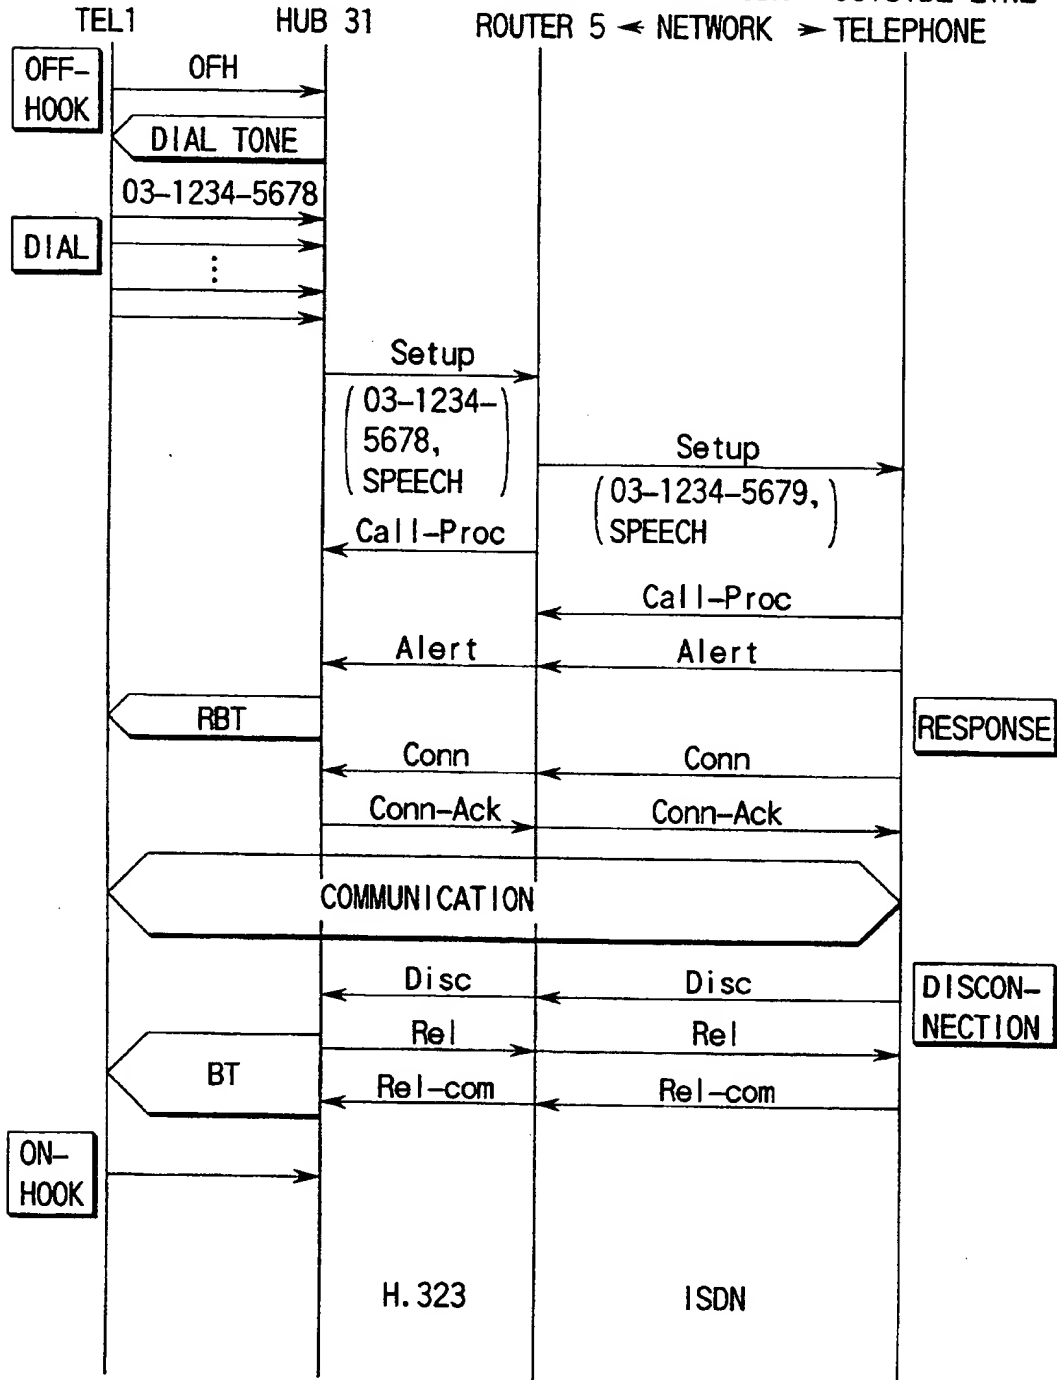 TEL1 HUB 31 ROUTER 5 NETWORK TELEPHONE
OFF-
HOOK
OFH
DIAL TONE
03-1234-5678
DIAL
Setup
(03-1234-
5678,
SPEECH)
Setup
(03-1234-5679,
SPEECH)
Call-Proc
Call-Proc
Alert Alert
RBT
RESPONSE
Conn Conn
Conn-Ack Conn-Ack
COMMUNICATION
Disc Disc
DISCON-
NECTION
Rel Rel
BT
Rel-com Rel-com
ON-
HOOK
H.323 ISDN